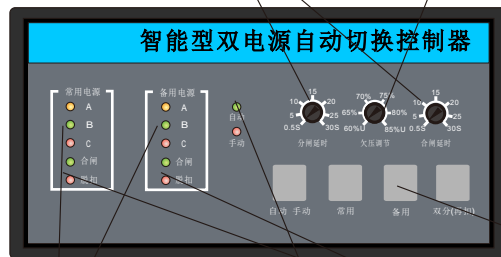 智能型双电源自动切换控制器
常用电源
A
B
C
合闸
脱扣
备用电源
A
B
C
合闸
脱扣
自动
手动
0.5S 5 10 15 20 25 30S
分闸延时
60%U 65% 70% 75% 80% 85%U
欠压调节
0.5S 5 10 15 20 25 30S
合闸延时
自动 手动
常用
备用
双分(再扣)